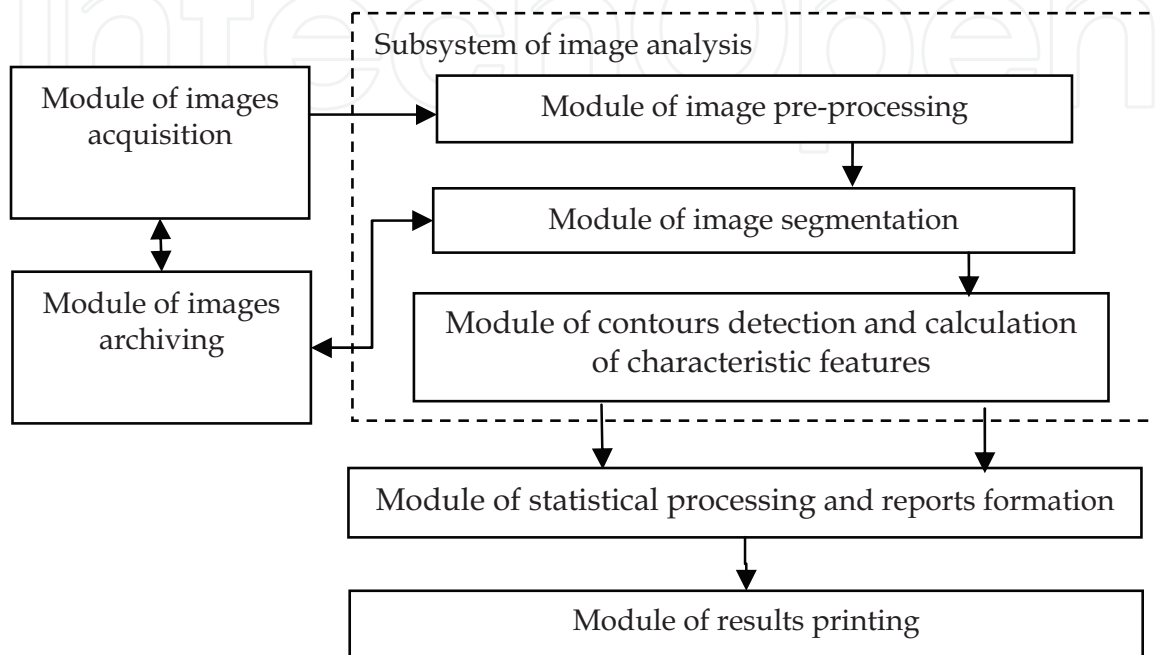 IntechOpen
Subsystem of image analysis
Module of images
acquisition
Module of image pre-processing
Module of image segmentation
Module of images
archiving
Module of contours detection and calculation
of characteristic features
Module of statistical processing and reports formation
Module of results printing